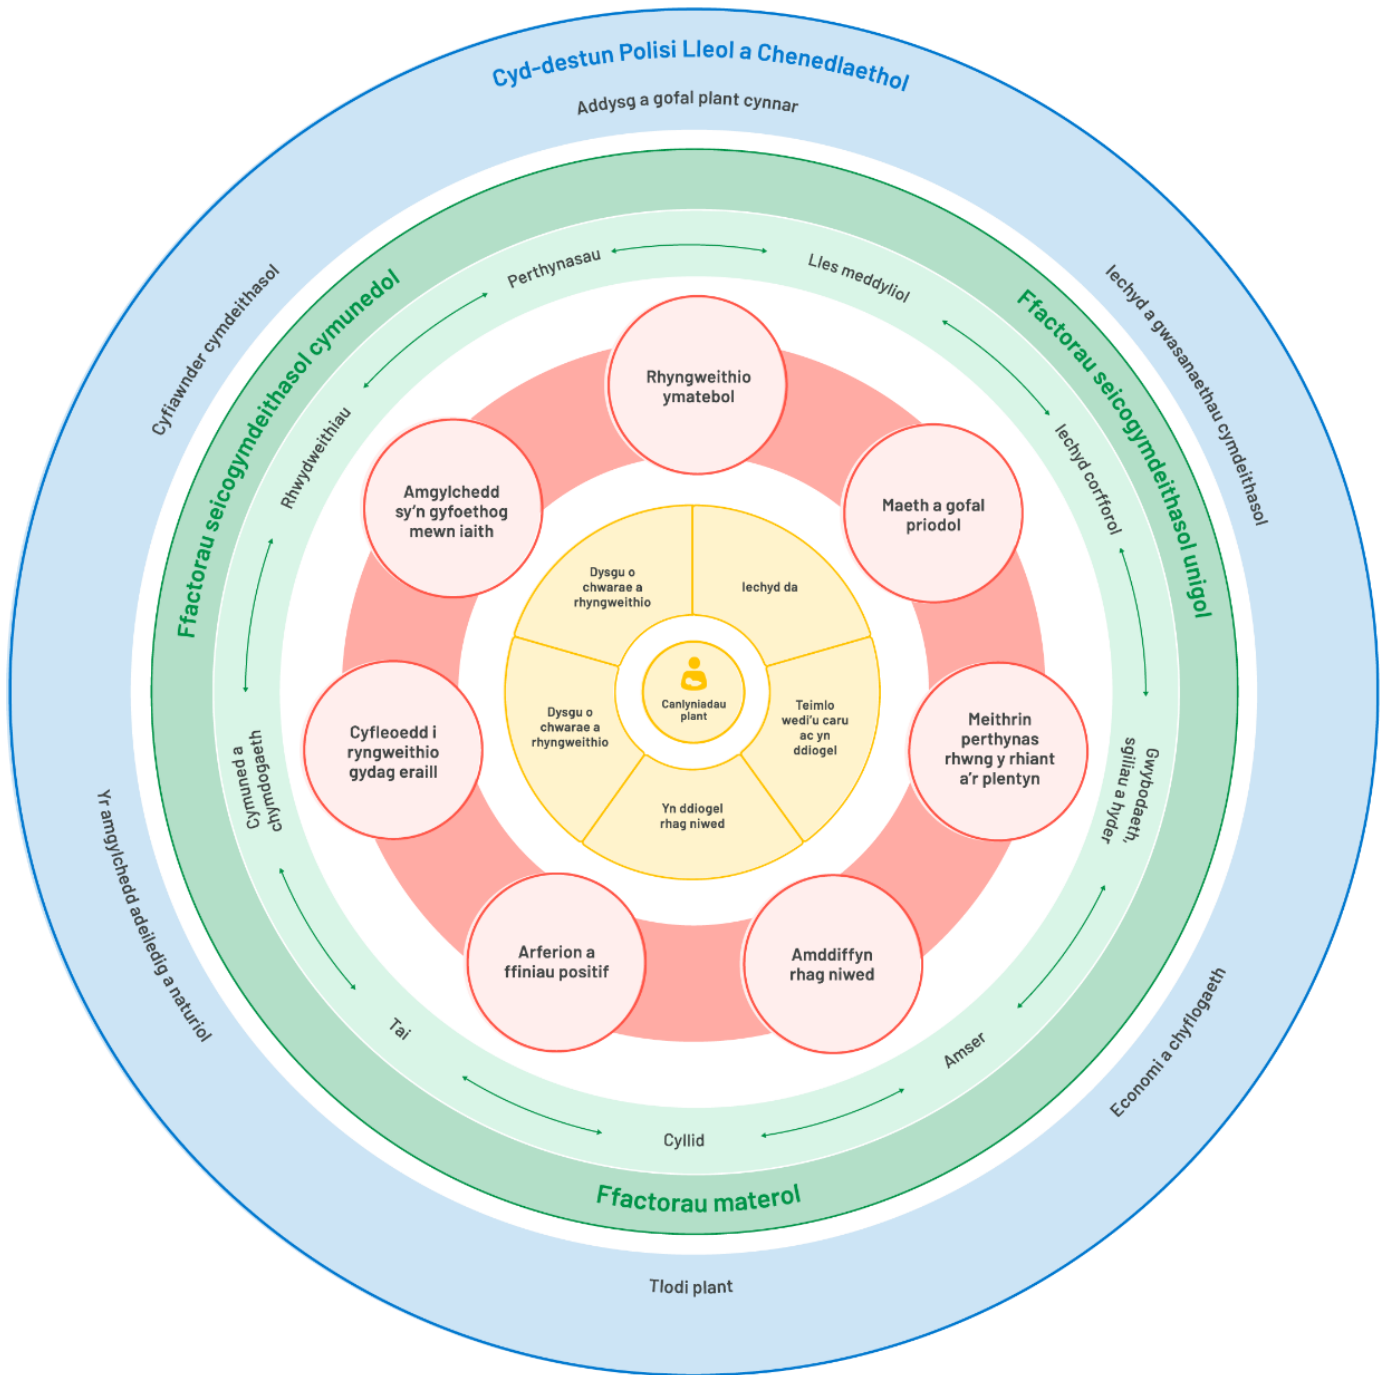 Cyd-destun Polisi Lleol a Chenedlaethol
Addysg a gofal plant cynnar
Iechyd a gwasanaethau cymdeithasol
Economi a chyflogaeth
Tlodi plant
Yr amgylchedd adeiledig a naturiol
Cyfiawnder cymdeithasol
Ffactorau seicogymdeithasol cymunedol
Ffactorau seicogymdeithasol unigol
Ffactorau materol
Perthynasau
Lles meddyliol
Iechyd corfforol
Gwybodaeth,
sgiliau a hyder
Amser
Cyllid
Tai
Cymuned a
chymdogaeth
Rhwydweithiau
Rhyngweithio
ymatebol
Maeth a gofal
priodol
Meithrin
perthynas
rhwng y rhiant
a'r plentyn
Amddiffyn
rhag niwed
Arferion a
ffiniau positif
Cyfleoedd i
ryngweithio
gydag eraill
Amgylchedd
sy'n gyfoethog
mewn iaith
Dysgu o
chwarae a
rhyngweithio
Iechyd da
Teimlo
wedi'u caru
ac yn
ddiogel
Yn ddiogel
rhag niwed
Dysgu o
chwarae a
rhyngweithio
Canlyniadau
plant